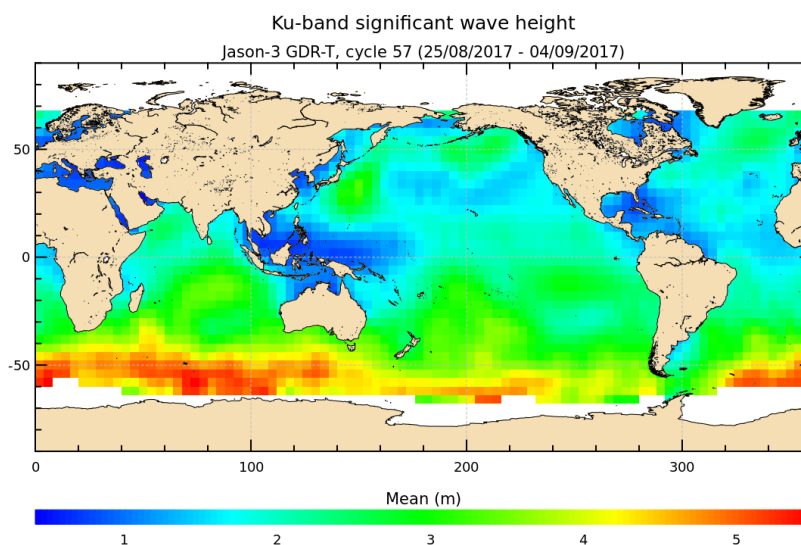 Ku-band significant wave height
Jason-3 GDR-T, cycle 57 (25/08/2017 - 04/09/2017)
50
0
-50
0 100 200 300
Mean (m)
1 2 3 4 5